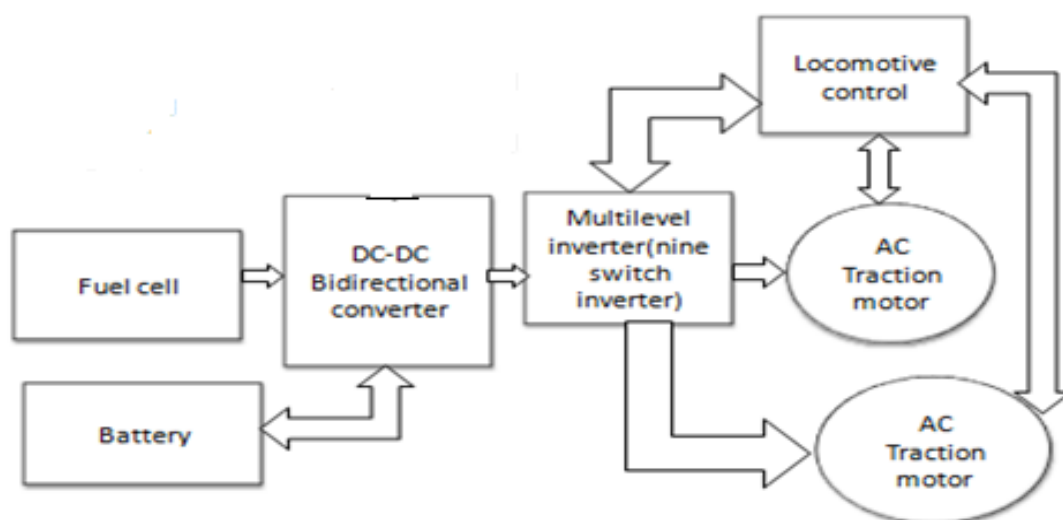 Locomotive
control
Fuel cell
DC-DC
Bidirectional
converter
Multilevel
inverter(nine
switch
inverter)
AC
Traction
motor
Battery
AC
Traction
motor